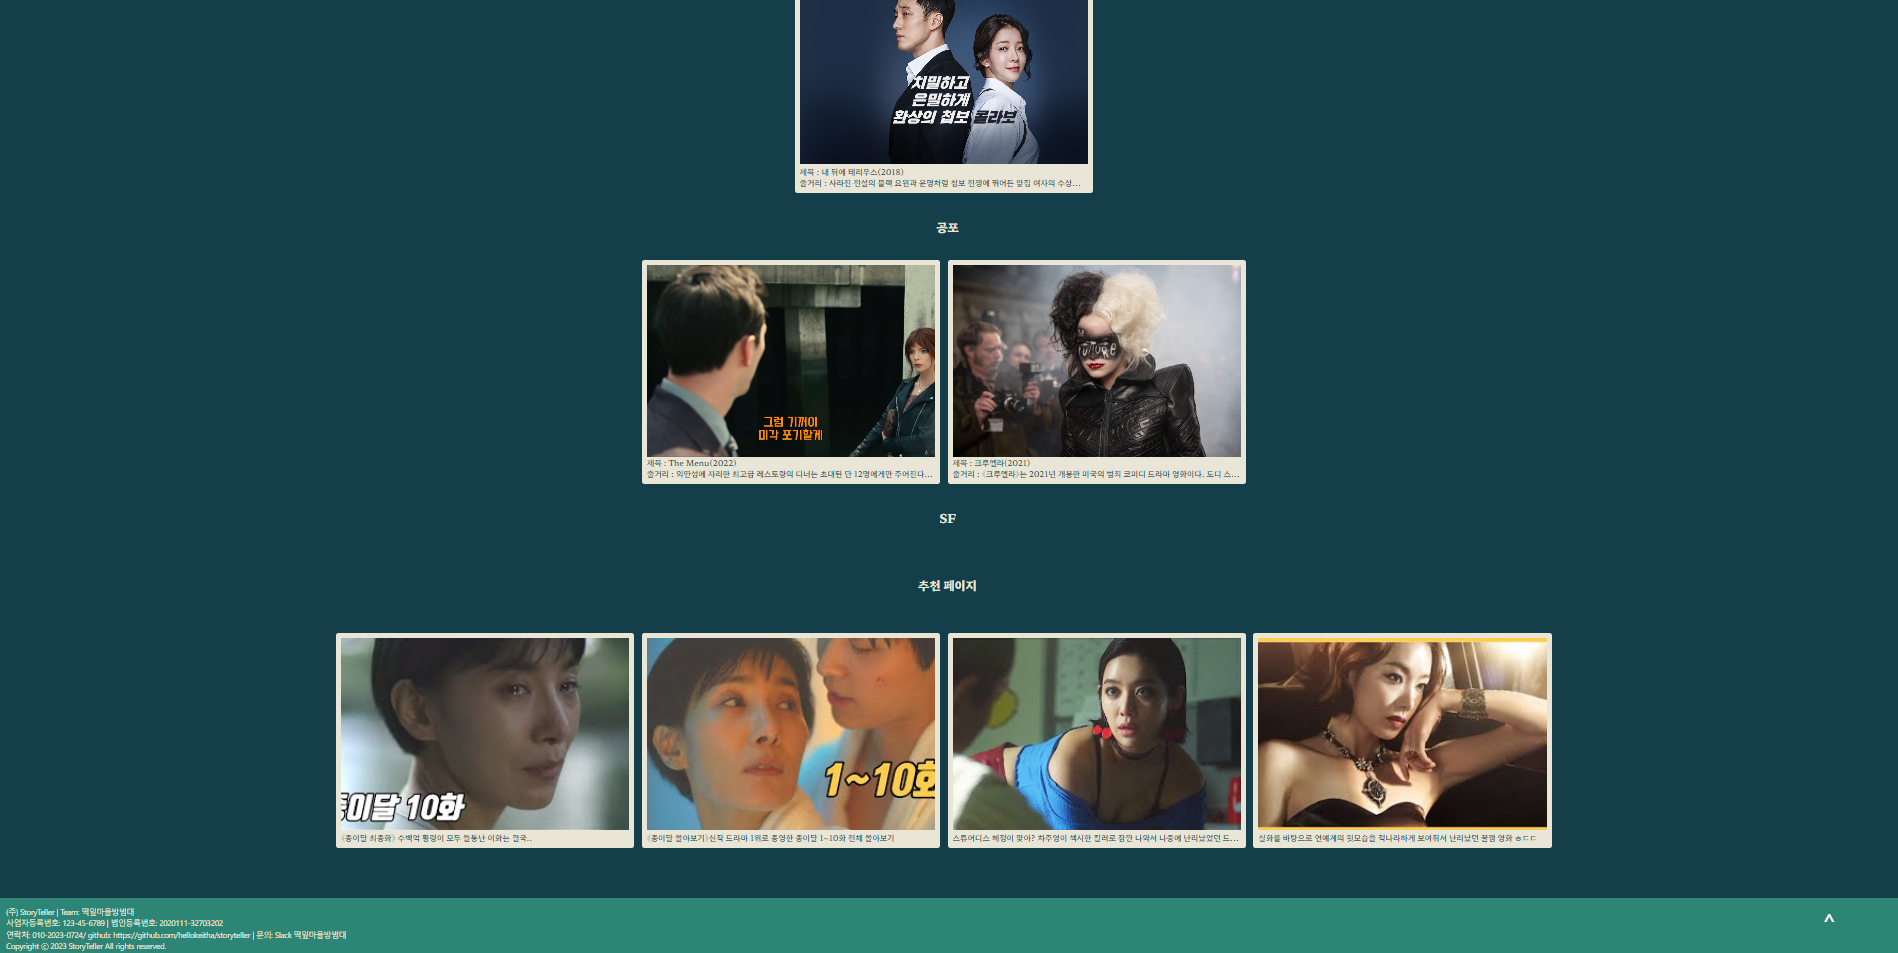 치밀하고
은밀하게
환상의 첩보 콜라보
제목 : 내 뒤에 테리우스(2018)
줄거리 : 사라진 전설의 블랙 요원과 운명처럼 첩보 전쟁에 뛰어든 앞집 여자의 수상...
공포
그럼 기꺼이
미각 포기할게
future
제목 : The Menu(2022)
줄거리 : 외딴섬에 자리한 최고급 레스토랑의 디너는 초대된 단 12명에게만 주어진다...
제목 : 크루엘라(2021)
줄거리 : 《크루엘라》는 2021년 개봉한 미국의 범죄 코미디 드라마 영화이다. 도디 스...
SF
추천 페이지
종이달 10화
1~10화
《종이달 최종화》 수백억 횡령이 모두 들통난 이화는 결국..
《종이달 몰아보기》신작 드라마 1위로 종영한 종이달 1~10화 전체 몰아보기
스튜어디스 혜정이 맞아? 차주영이 섹시한 킬러로 잠깐 나와서 나중에 난리났었던 드...
실화를 바탕으로 연예계의 뒷모습을 적나라하게 보여줘서 난리났던 꿀잼 영화 ㅎㄷㄷ
(주) StoryTeller | Team: 떡잎마을방범대
사업자등록번호: 123-45-6789 | 법인등록번호: 2020111-32703202
연락처: 010-2023-0724/ github: https://github.com/hellokeitha/storyteller | 문의: Slack 떡잎마을방범대
Copyright ⓒ 2023 StoryTeller All rights reserved.